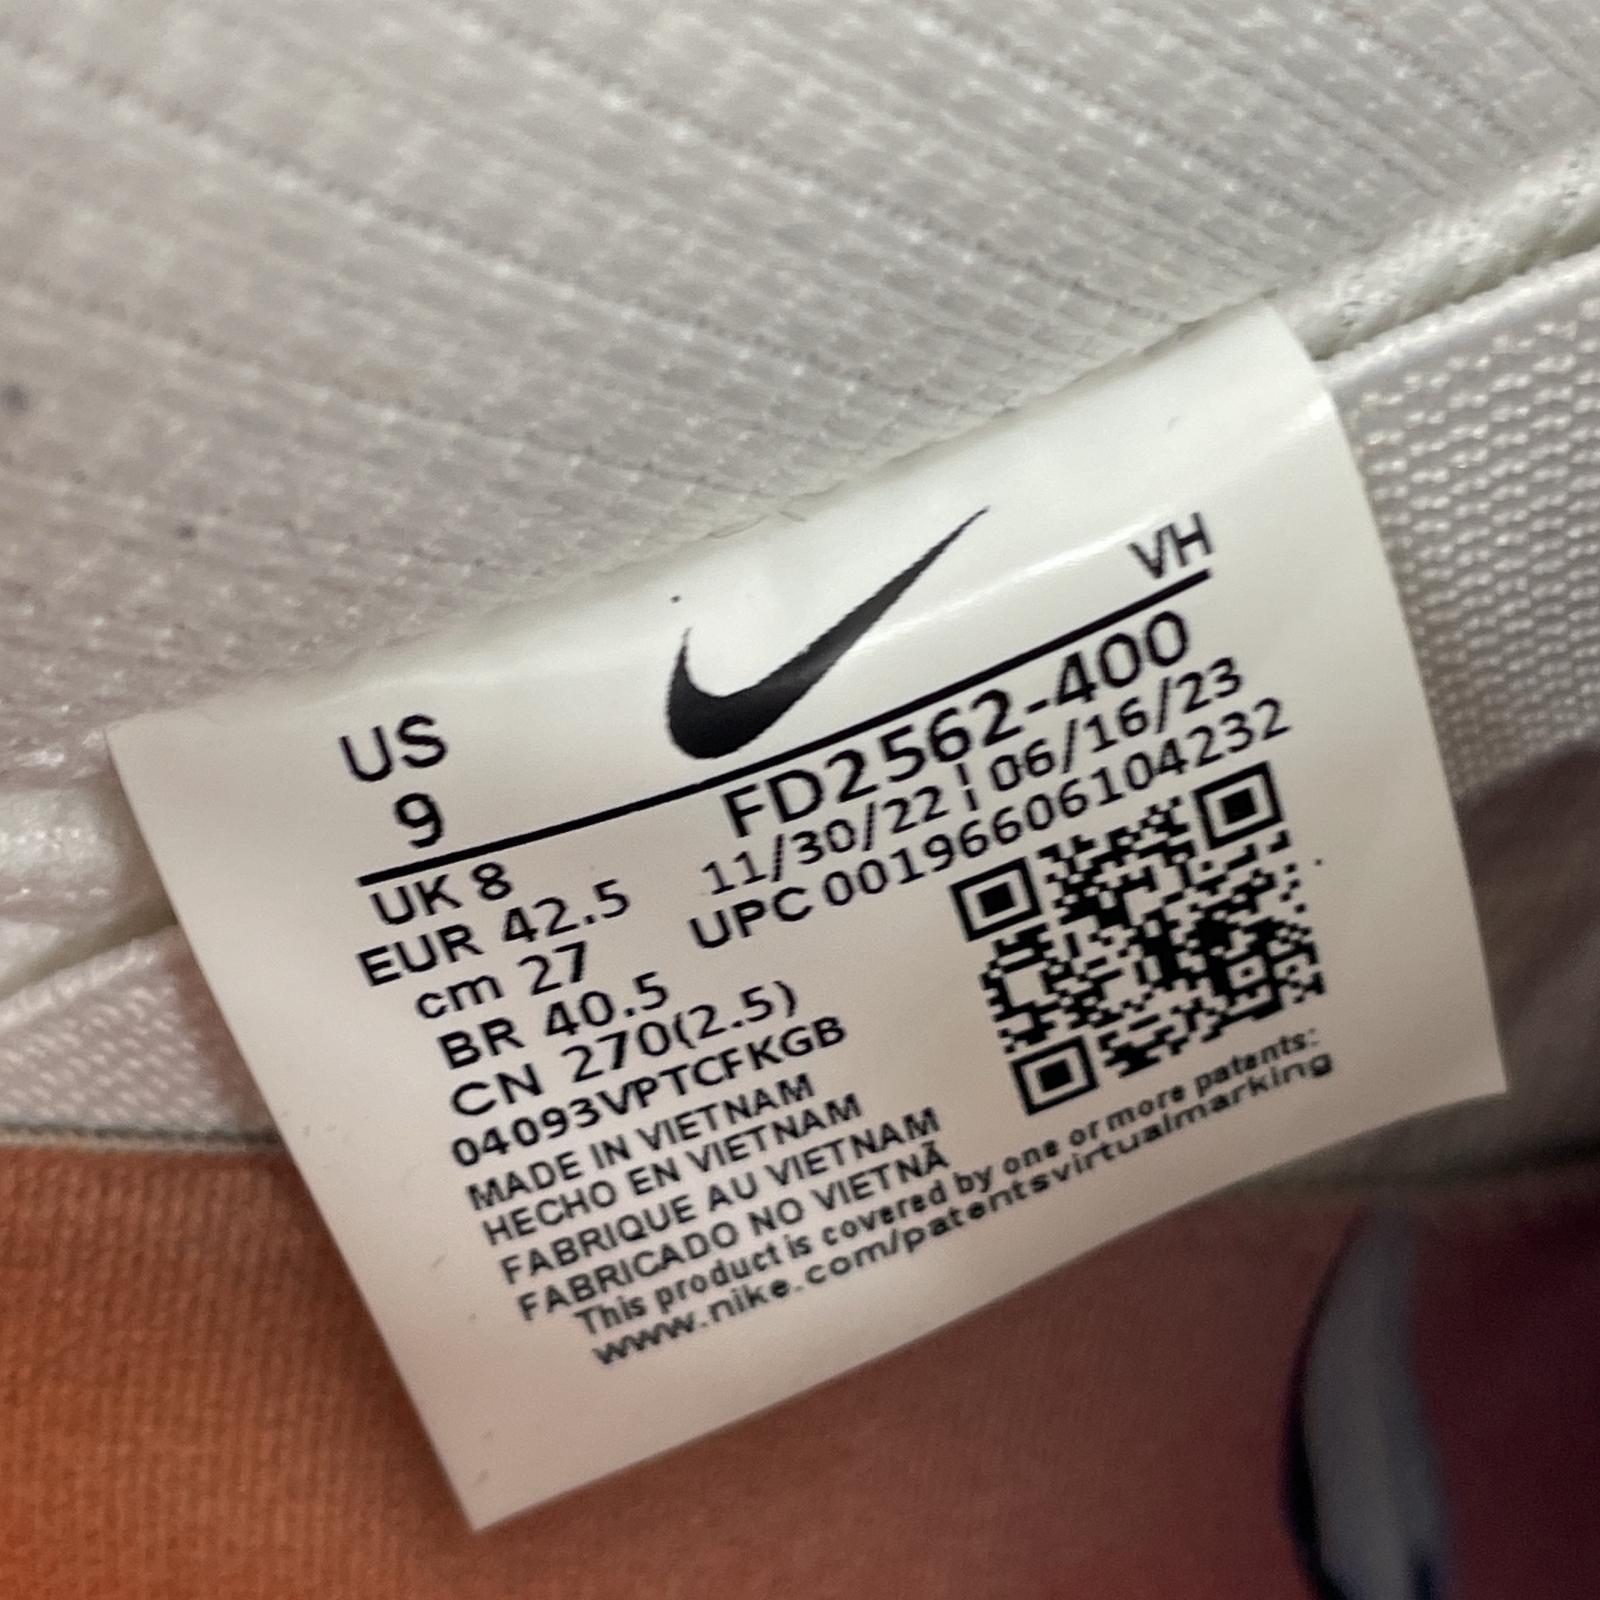 VH
US
9
FD2562-400
11/30/22 ¦ 06/16/23
UPC 00196606104232
UK 8
EUR 42.5
cm 27
BR 40.5
CN 270(2.5)
04093VPTCFKGB
MADE IN VIETNAM
HECHO EN VIETNAM
FABRIQUE AU VIETNAM
FABRICADO NO VIETNÃ
This product is covered by one or more patents:
www.nike.com/patentsvirtualmarking